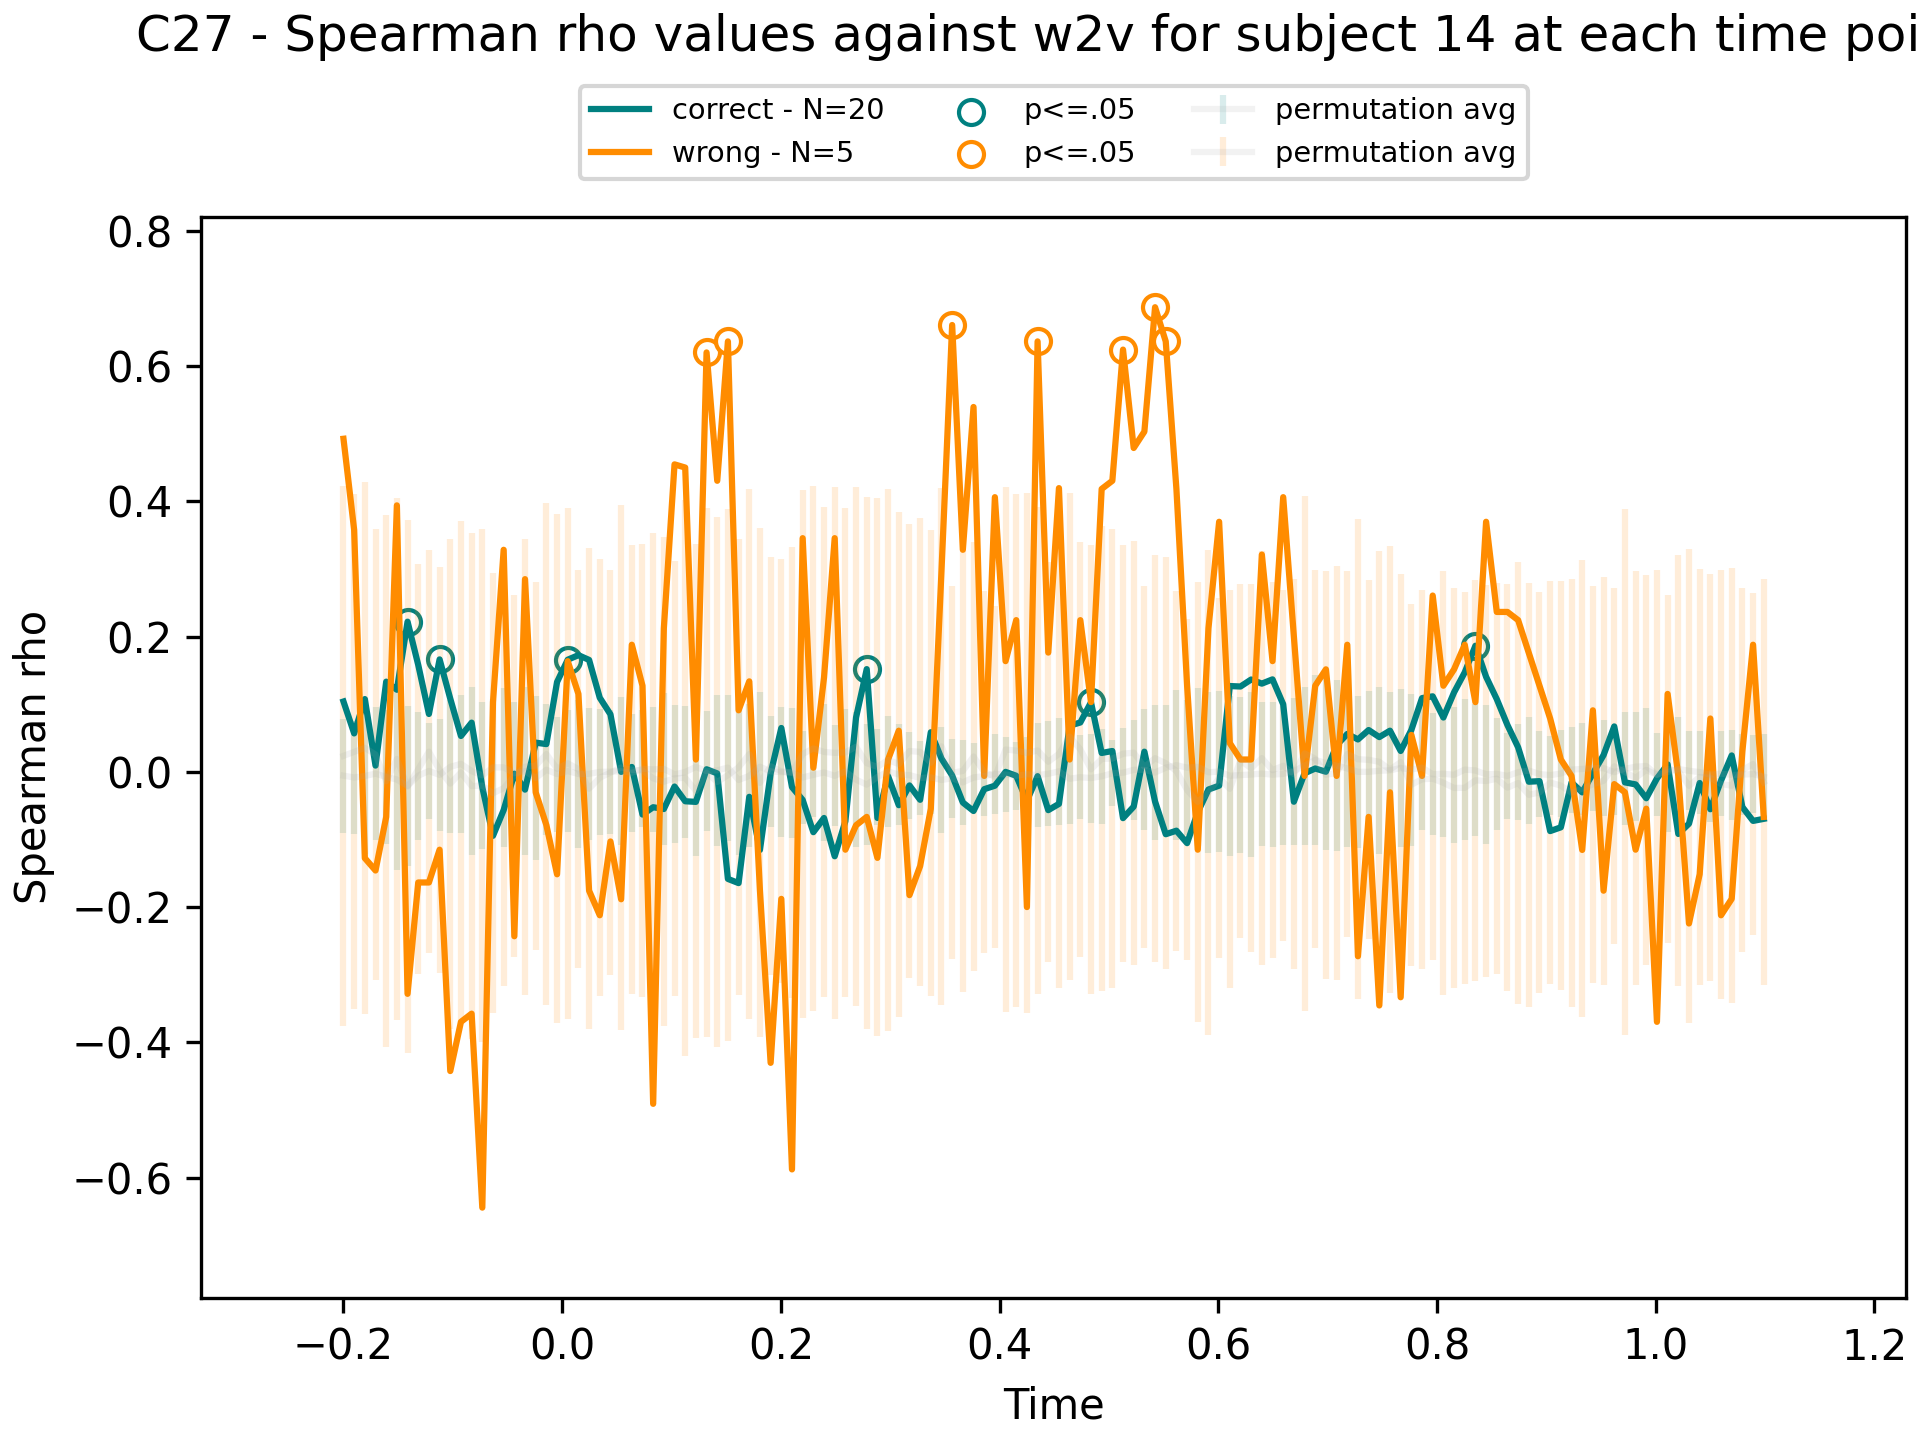 C27 - Spearman rho values against w2v for subject 14 at each time poi
correct - N=20
wrong - N=5
p<=.05
p<=.05
permutation avg
permutation avg
Spearman rho
0.8
0.6
0.4
0.2
0.0
−0.2
−0.4
−0.6
−0.2 0.0 0.2 0.4 0.6 0.8 1.0 1.2
Time